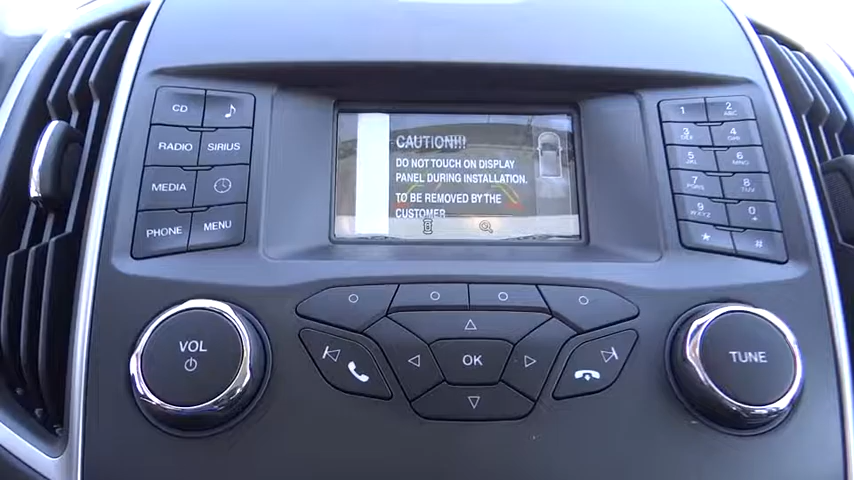 CD
RADIO
SIRIUS
MEDIA
PHONE
MENU
CAUTION!!!
DO NOT TOUCH ON DISPLAY
PANEL DURING INSTALLATION.
TO BE REMOVED BY THE
CUSTOMER
1
2 ABC
3 DEF
4 GHI
5 JKL
6 MNO
7 PQRS
8 TUV
9 WXYZ
0 +
* #
VOL
OK
TUNE